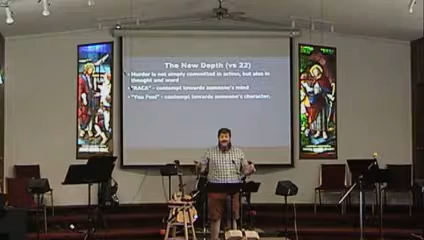 The New Depth (vs 22)
Murder is not simply committed in action, but also in
thought and word
"RACA" - contempt towards someone's mind
"You Fool" - contempt towards someone's character.